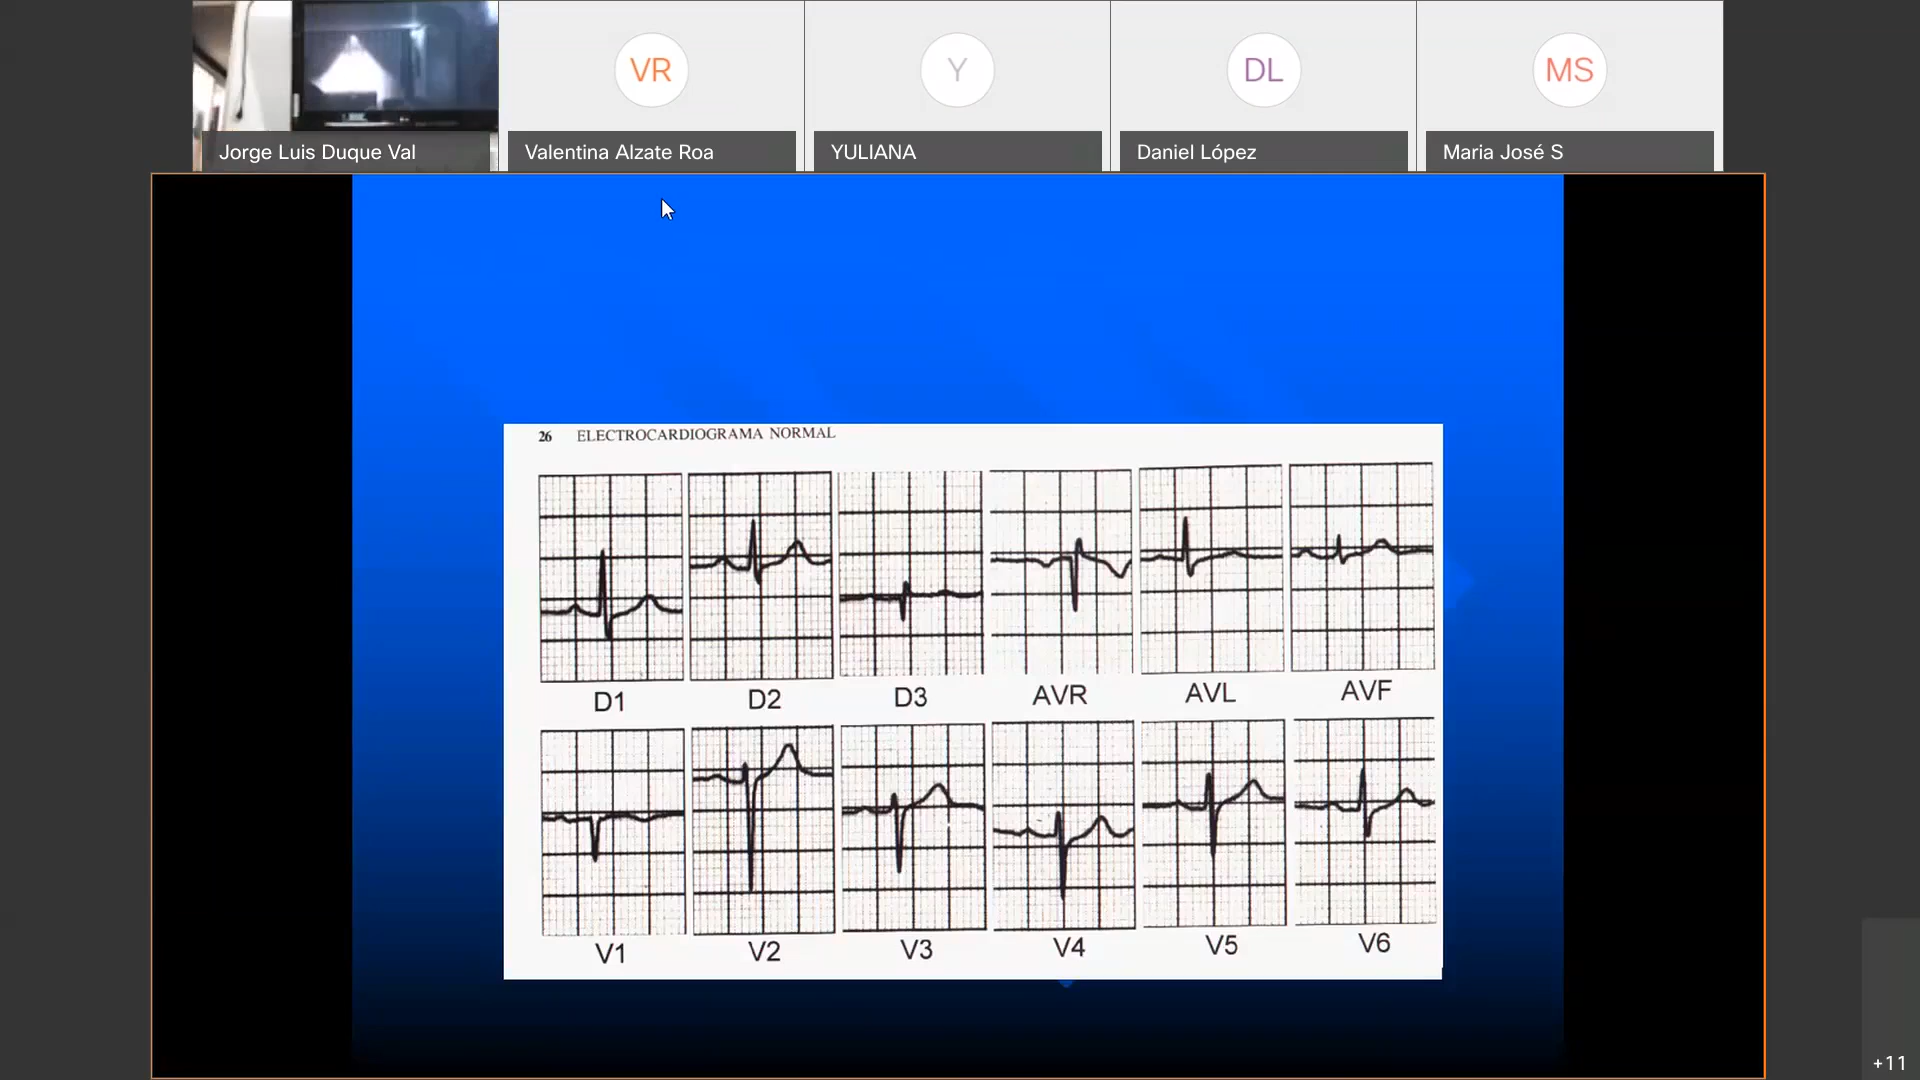 VR
Y
DL
MS
Jorge Luis Duque Val
Valentina Alzate Roa
YULIANA
Daniel López
Maria José S
26 ELECTROCARDIOGRAMA NORMAL
D1
D2
D3
AVR
AVL
AVF
V1
V2
V3
V4
V5
V6
+11